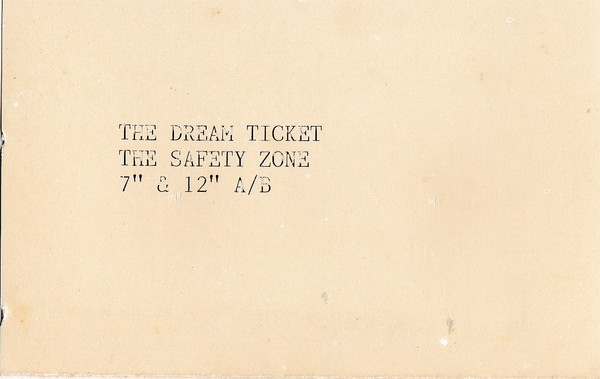 THE DREAM TICKET
THE SAFETY ZONE
7" & 12" A/B